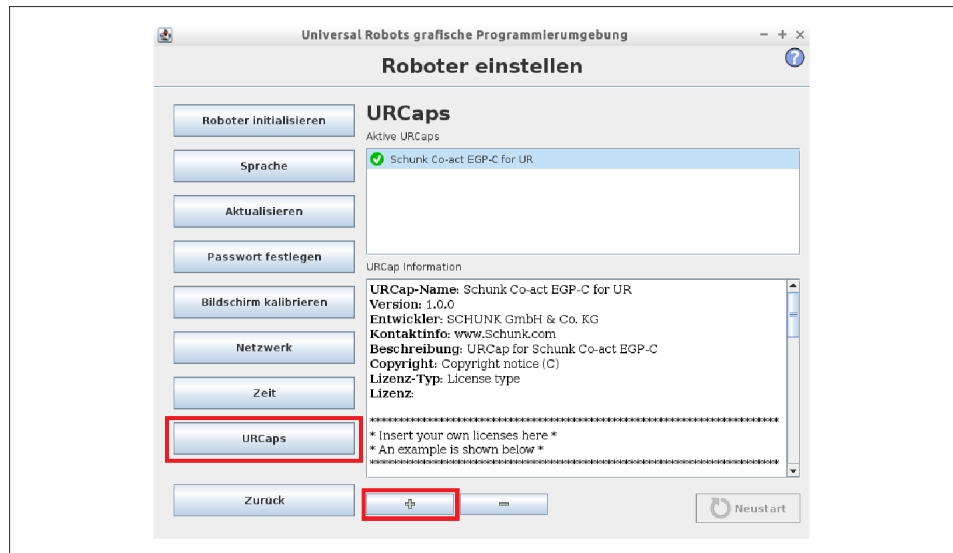 Universal Robots grafische Programmierumgebung
Roboter einstellen
?
Roboter initialisieren
Sprache
Aktualisieren
Passwort festlegen
Bildschirm kalibrieren
Netzwerk
Zeit
URCaps
Zurück
URCaps
Aktive URCaps
Schunk Co-act EGP-C for UR
URCap Information
URCap-Name: Schunk Co-act EGP-C for UR
Version: 1.0.0
Entwickler: SCHUNK GmbH & Co. KG
Kontaktinfo: www.Schunk.com
Beschreibung: URCap for Schunk Co-act EGP-C
Copyright: Copyright notice (C)
Lizenz-Typ: License type
Lizenz:
* Insert your own licenses here *
* An example is shown below *
Neustart